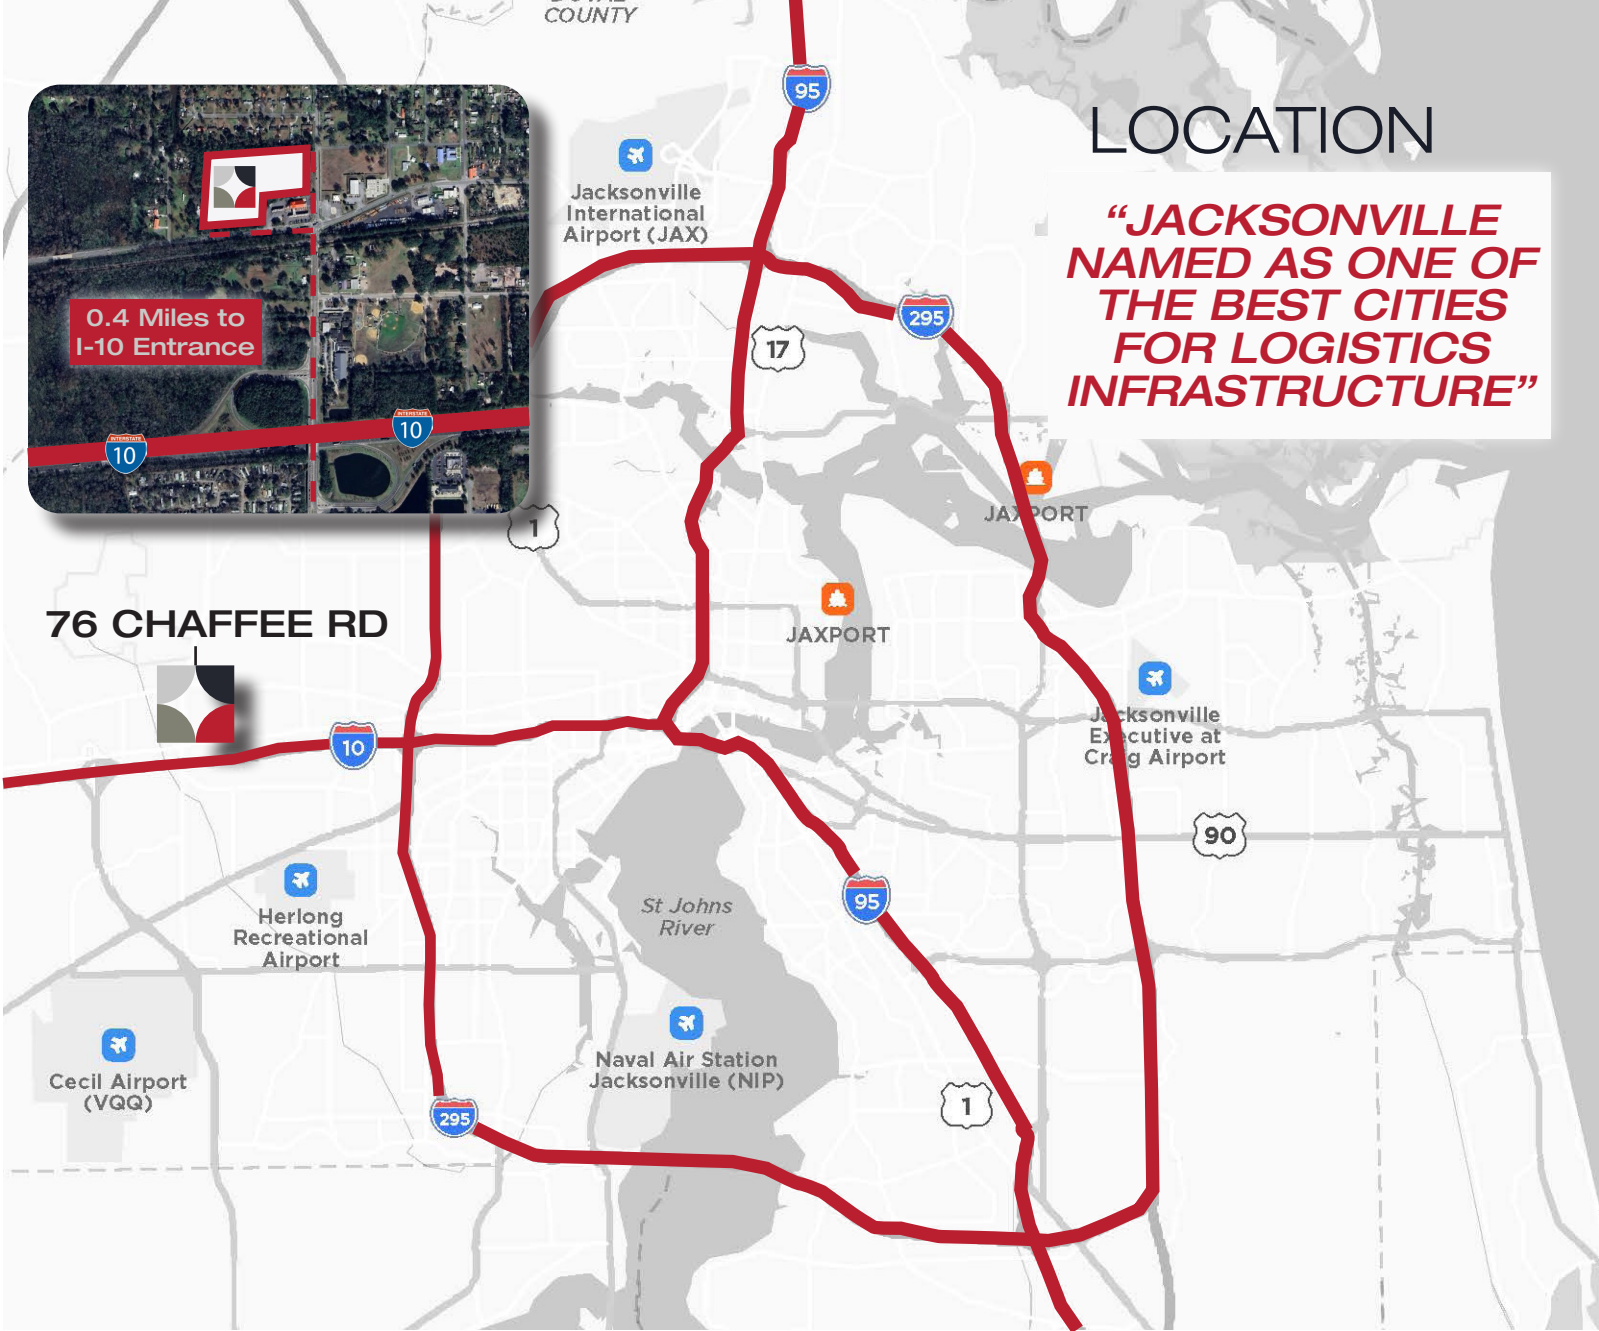 COUNTY
95
LOCATION
Jacksonville
International
Airport (JAX)
“JACKSONVILLE
NAMED AS ONE OF
THE BEST CITIES
FOR LOGISTICS
INFRASTRUCTURE”
0.4 Miles to
I-10 Entrance
295
17
INTERSTATE
10
INTERSTATE
10
JAXPORT
1
JAXPORT
76 CHAFFEE RD
10
Jacksonville
Executive at
Craig Airport
90
95
St Johns
River
Herlong
Recreational
Airport
Cecil Airport
(VQQ)
Naval Air Station
Jacksonville (NIP)
295
1